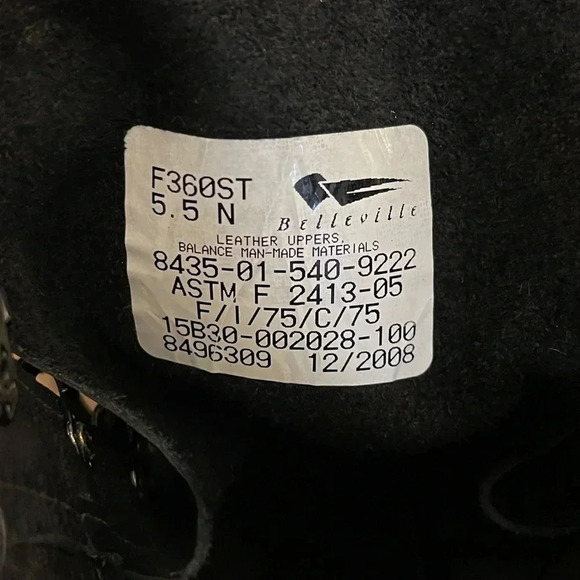 F360ST
5.5 N
Belleville
LEATHER UPPERS.
BALANCE MAN-MADE MATERIALS
8435-01-540-9222
ASTM F 2413-05
F/I/75/C/75
15B30-002028-100
8496309 12/2008